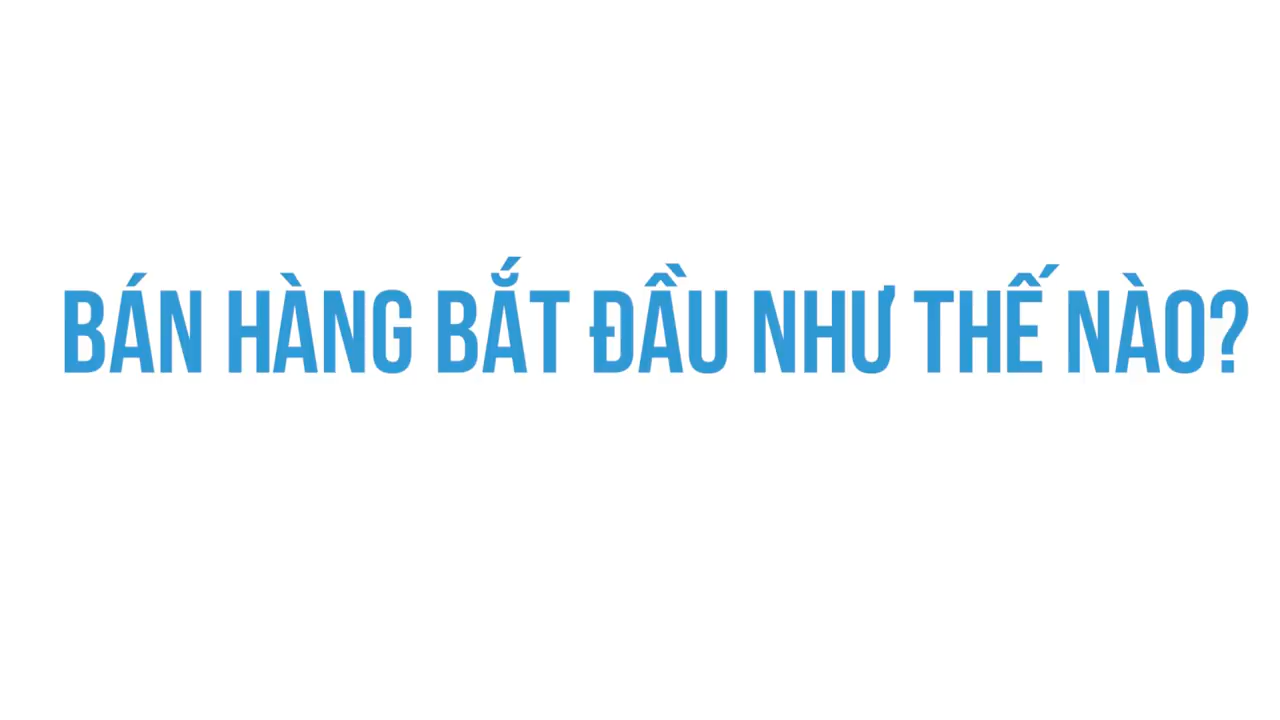 BÁN HÀNG BẮT ĐẦU NHƯ THẾ NÀO?